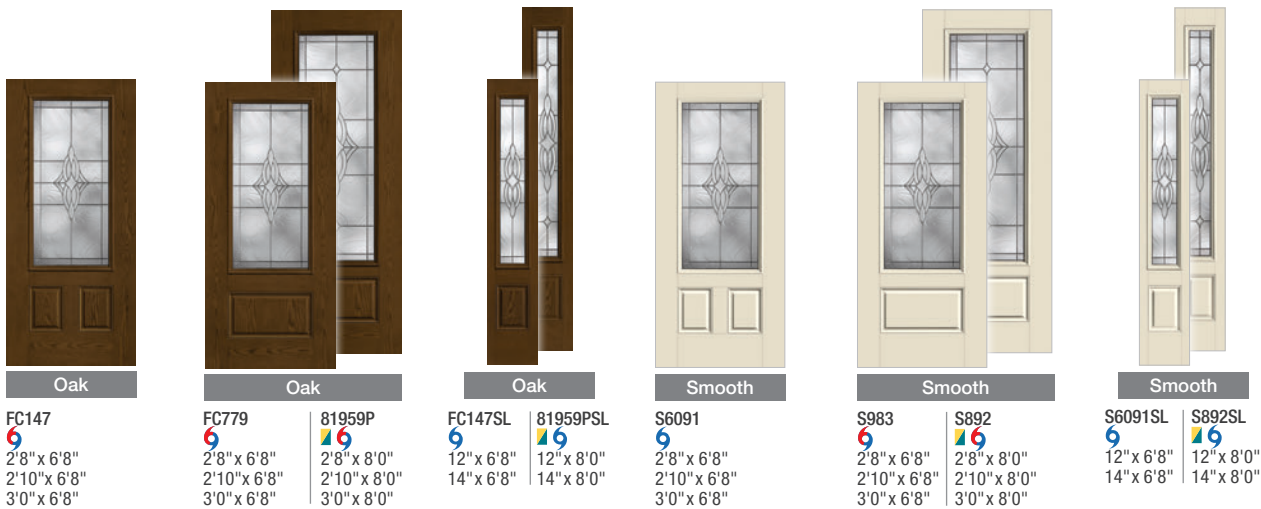 Oak
FC147
2'8" x 6'8"
2'10" x 6'8"
3'0" x 6'8"
Oak
FC779
2'8" x 6'8"
2'10" x 6'8"
3'0" x 6'8"
81959P
2'8" x 8'0"
2'10" x 8'0"
3'0" x 8'0"
Oak
FC147SL
12" x 6'8"
14" x 6'8"
81959PSL
12" x 8'0"
14" x 8'0"
Smooth
S6091
2'8" x 6'8"
2'10" x 6'8"
3'0" x 6'8"
Smooth
S983
2'8" x 6'8"
2'10" x 6'8"
3'0" x 6'8"
S892
2'8" x 8'0"
2'10" x 8'0"
3'0" x 8'0"
Smooth
S6091SL
12" x 6'8"
14" x 6'8"
S892SL
12" x 8'0"
14" x 8'0"